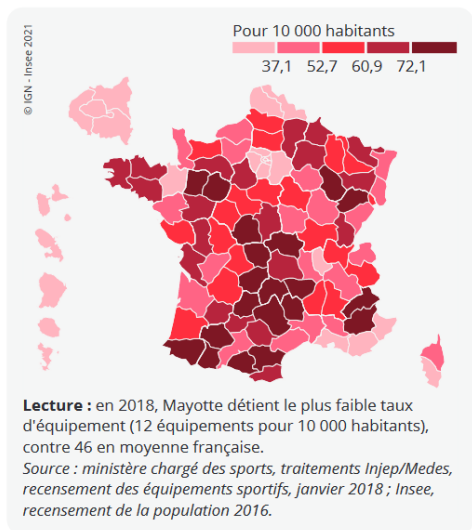 © IGN - Insee 2021
Pour 10 000 habitants
37,1 52,7 60,9 72,1
Lecture : en 2018, Mayotte détient le plus faible taux
d'équipement (12 équipements pour 10 000 habitants),
contre 46 en moyenne française.
Source : ministère chargé des sports, traitements Injep/Medes,
recensement des équipements sportifs, janvier 2018 ; Insee,
recensement de la population 2016.